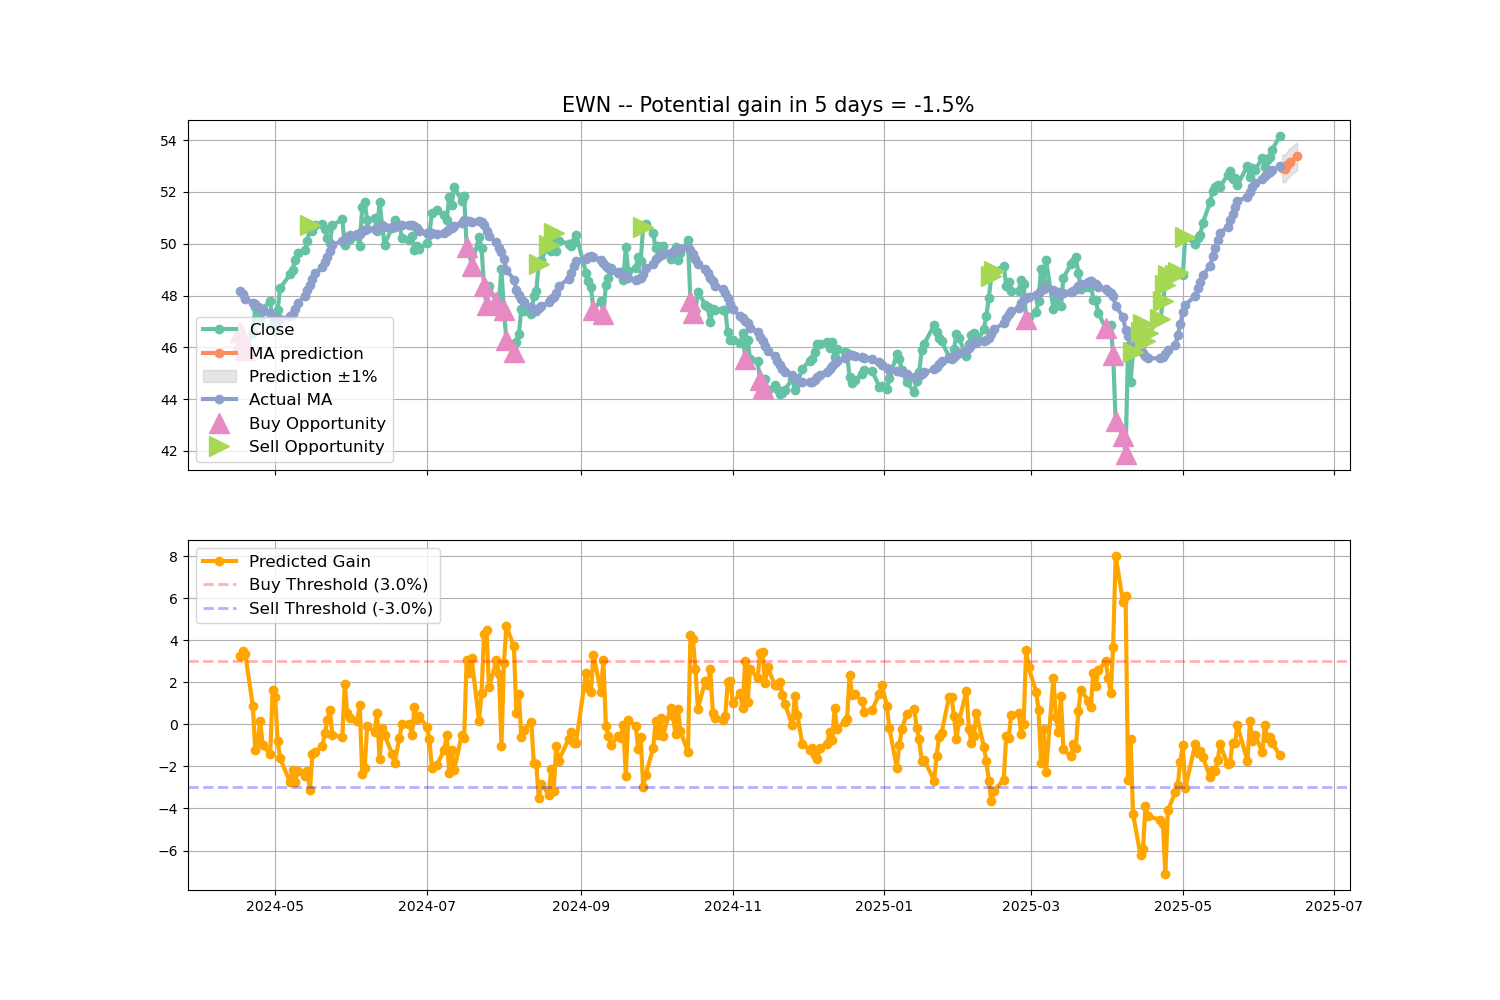 EWN -- Potential gain in 5 days = -1.5%
54
52
50
48
46
44
42
Close
MA prediction
Prediction ±1%
Actual MA
Buy Opportunity
Sell Opportunity
8
6
4
2
0
−2
−4
−6
Predicted Gain
Buy Threshold (3.0%)
Sell Threshold (-3.0%)
2024-05
2024-07
2024-09
2024-11
2025-01
2025-03
2025-05
2025-07